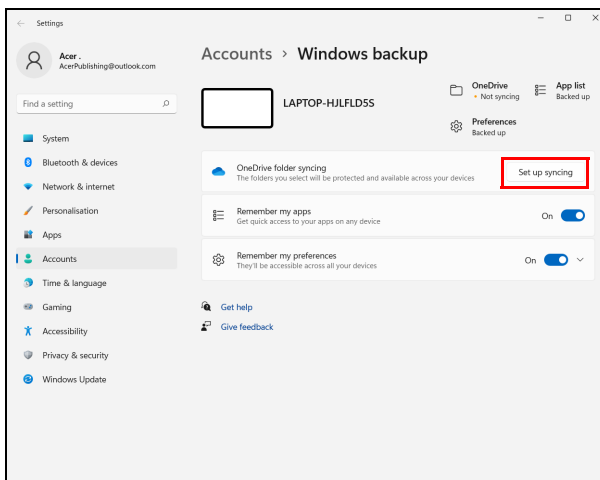 Settings
Acer .
AcerPublishing@outlook.com
Find a setting
System
Bluetooth & devices
Network & internet
Personalisation
Apps
Accounts
Time & language
Gaming
Accessibility
Privacy & security
Windows Update
Accounts > Windows backup
LAPTOP-HJLFLD5S
OneDrive
• Not syncing
App list
Backed up
Preferences
Backed up
OneDrive folder syncing
The folders you select will be protected and available across your devices
Set up syncing
Remember my apps
Get quick access to your apps on any device
On
Remember my preferences
They'll be accessible across all your devices
On
Get help
Give feedback